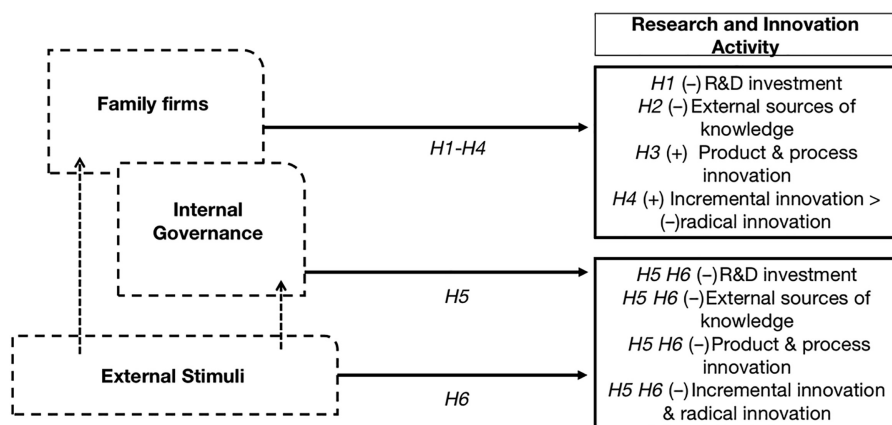 Research and Innovation
Activity
Family firms
H1-H4
H1 (–) R&D investment
H2 (–) External sources of
knowledge
H3 (+) Product & process
innovation
H4 (+) Incremental innovation >
(–)radical innovation
Internal
Governance
H5
H5 H6 (–) R&D investment
H5 H6 (–) External sources of
knowledge
H5 H6 (–) Product & process
innovation
H5 H6 (–) Incremental innovation
& radical innovation
External Stimuli
H6